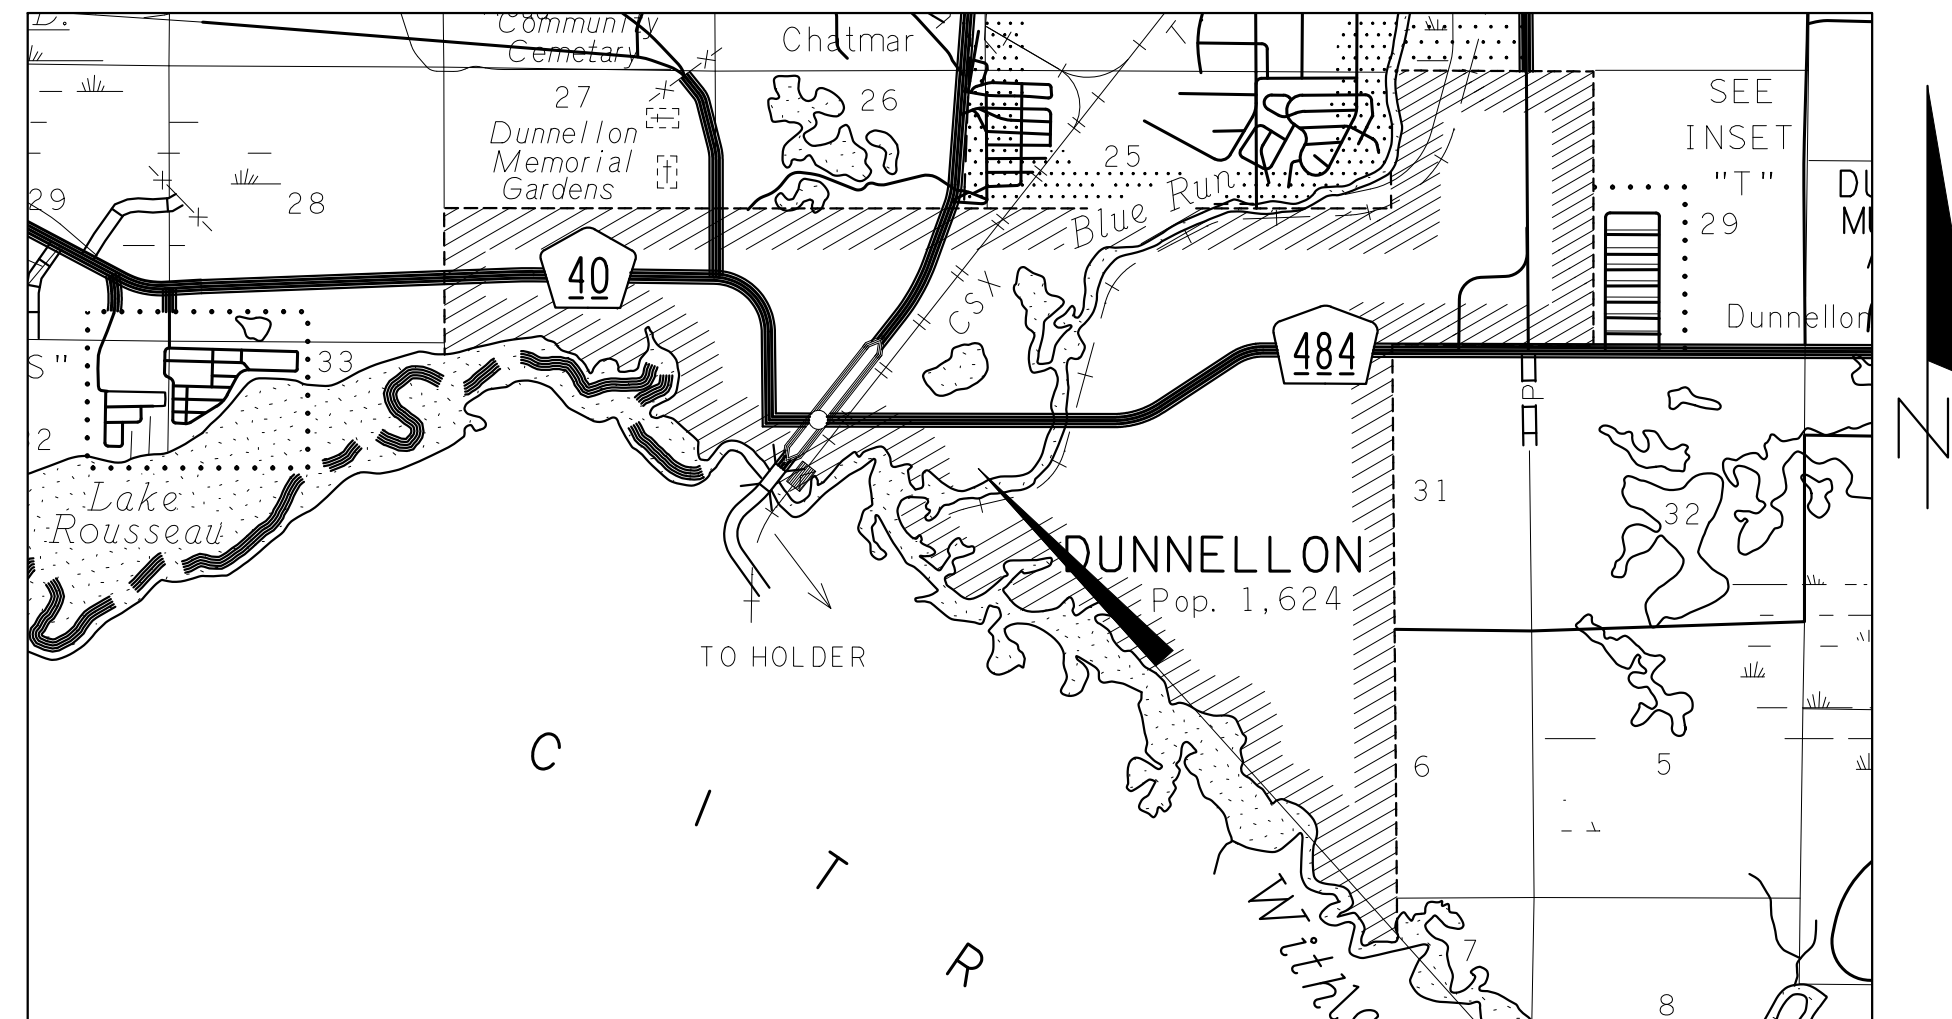 Community
Cemetary
Chatmar
27
26
Dunnellon
Memorial
Gardens
25
SEE
INSET
"T"
29
28
29
Blue Run
40
CSX
Dunnellon
S"
33
484
2
31
32
Lake
Rousseau
DUNNELLON
Pop. 1,624
TO HOLDER
N
C
I
T
R
6
5
7
8